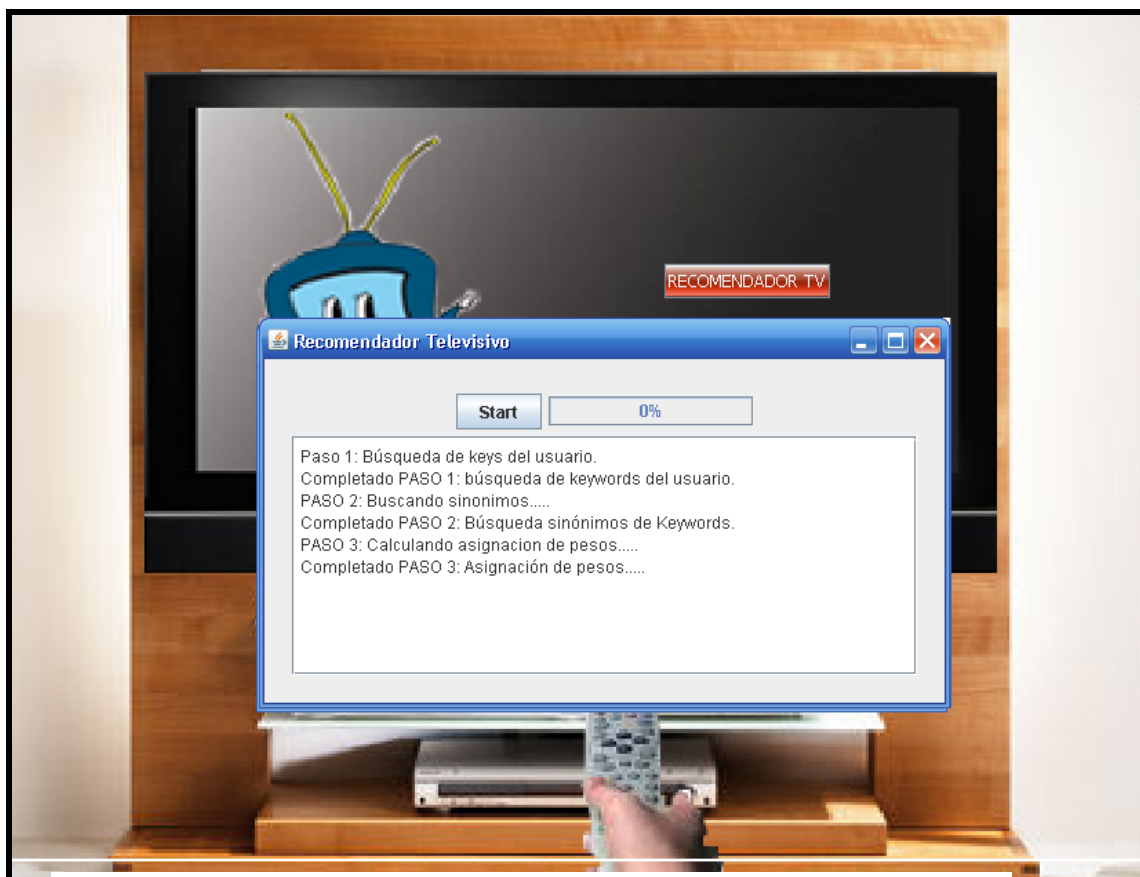 RECOMENDADOR TV
Recomendador Televisivo
Start
0%
Paso 1: Búsqueda de keys del usuario.
Completado PASO 1: búsqueda de keywords del usuario.
PASO 2: Buscando sinonimos.....
Completado PASO 2: Búsqueda sinónimos de Keywords.
PASO 3: Calculando asignacion de pesos.....
Completado PASO 3: Asignación de pesos.....